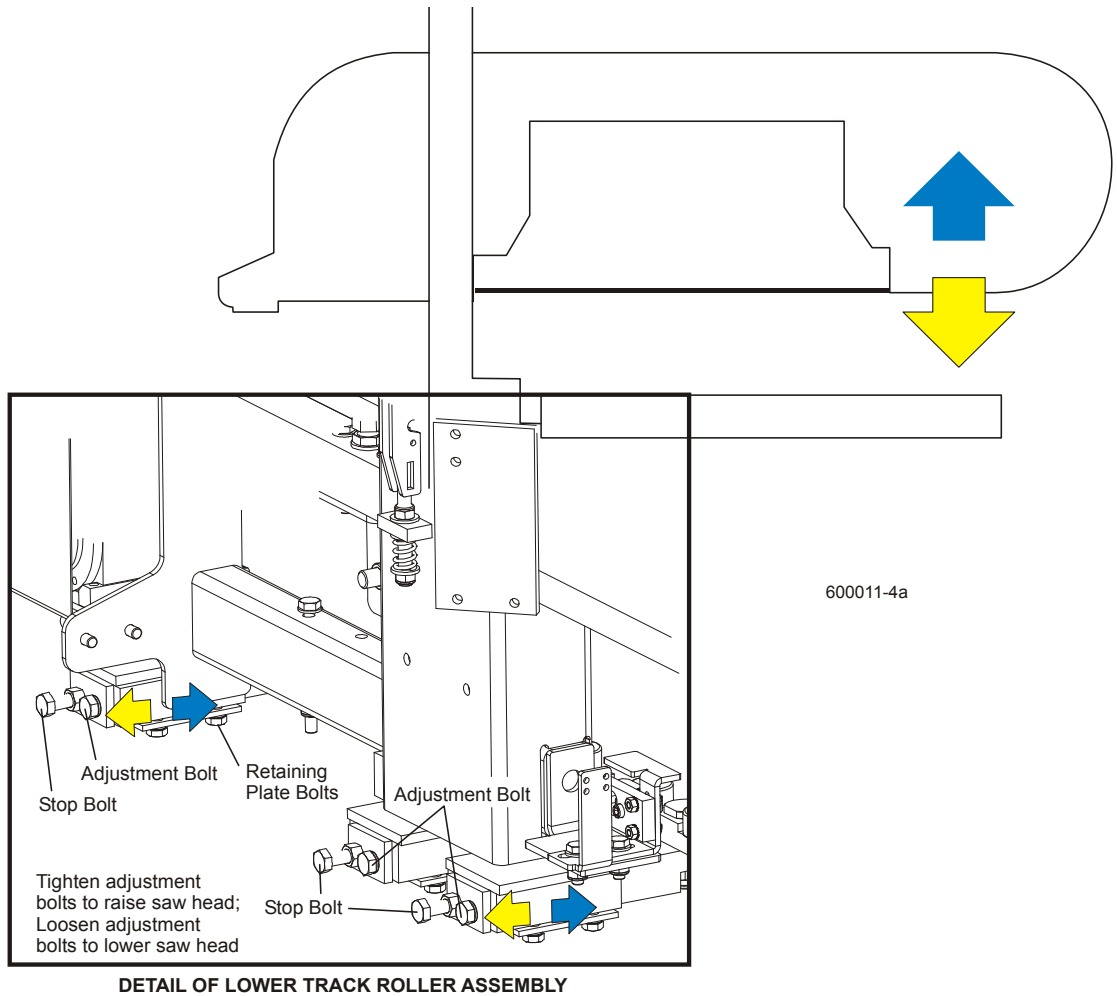 600011-4a
Adjustment Bolt
Stop Bolt
Retaining
Plate Bolts
Adjustment Bolt
Stop Bolt
Tighten adjustment
bolts to raise saw head;
Loosen adjustment
bolts to lower saw head
DETAIL OF LOWER TRACK ROLLER ASSEMBLY